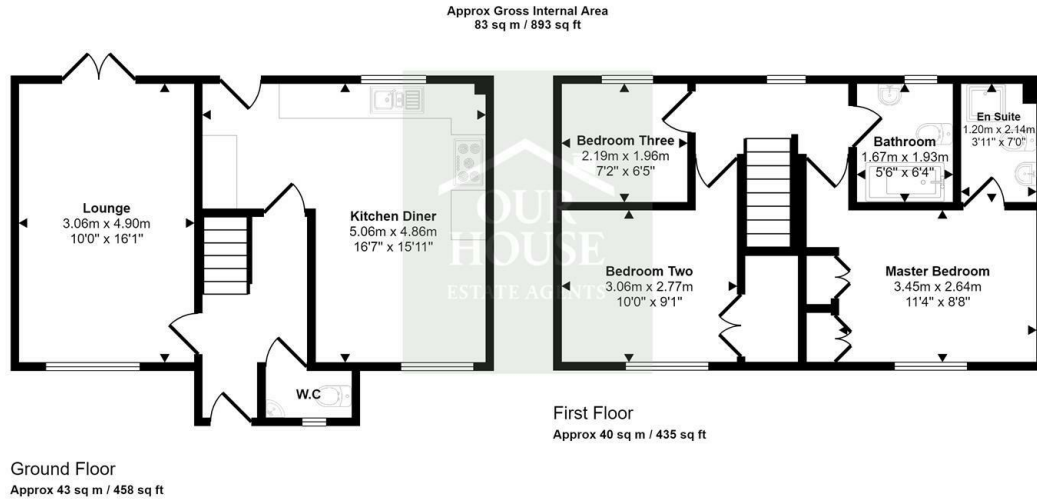 Approx Gross Internal Area
83 sq m / 893 sq ft
Lounge
3.06m x 4.90m
10'0" x 16'1"
Kitchen Diner
5.06m x 4.86m
16'7" x 15'11"
W.C
Ground Floor
Approx 43 sq m / 458 sq ft
Bedroom Three
2.19m x 1.96m
7'2" x 6'5"
Bathroom
1.67m x 1.93m
5'6" x 6'4"
En Suite
1.20m x 2.14m
3'11" x 7'0"
Bedroom Two
3.06m x 2.77m
10'0" x 9'1"
Master Bedroom
3.45m x 2.64m
11'4" x 8'8"
First Floor
Approx 40 sq m / 435 sq ft
OUR
HOUSE
ESTATE AGENTS